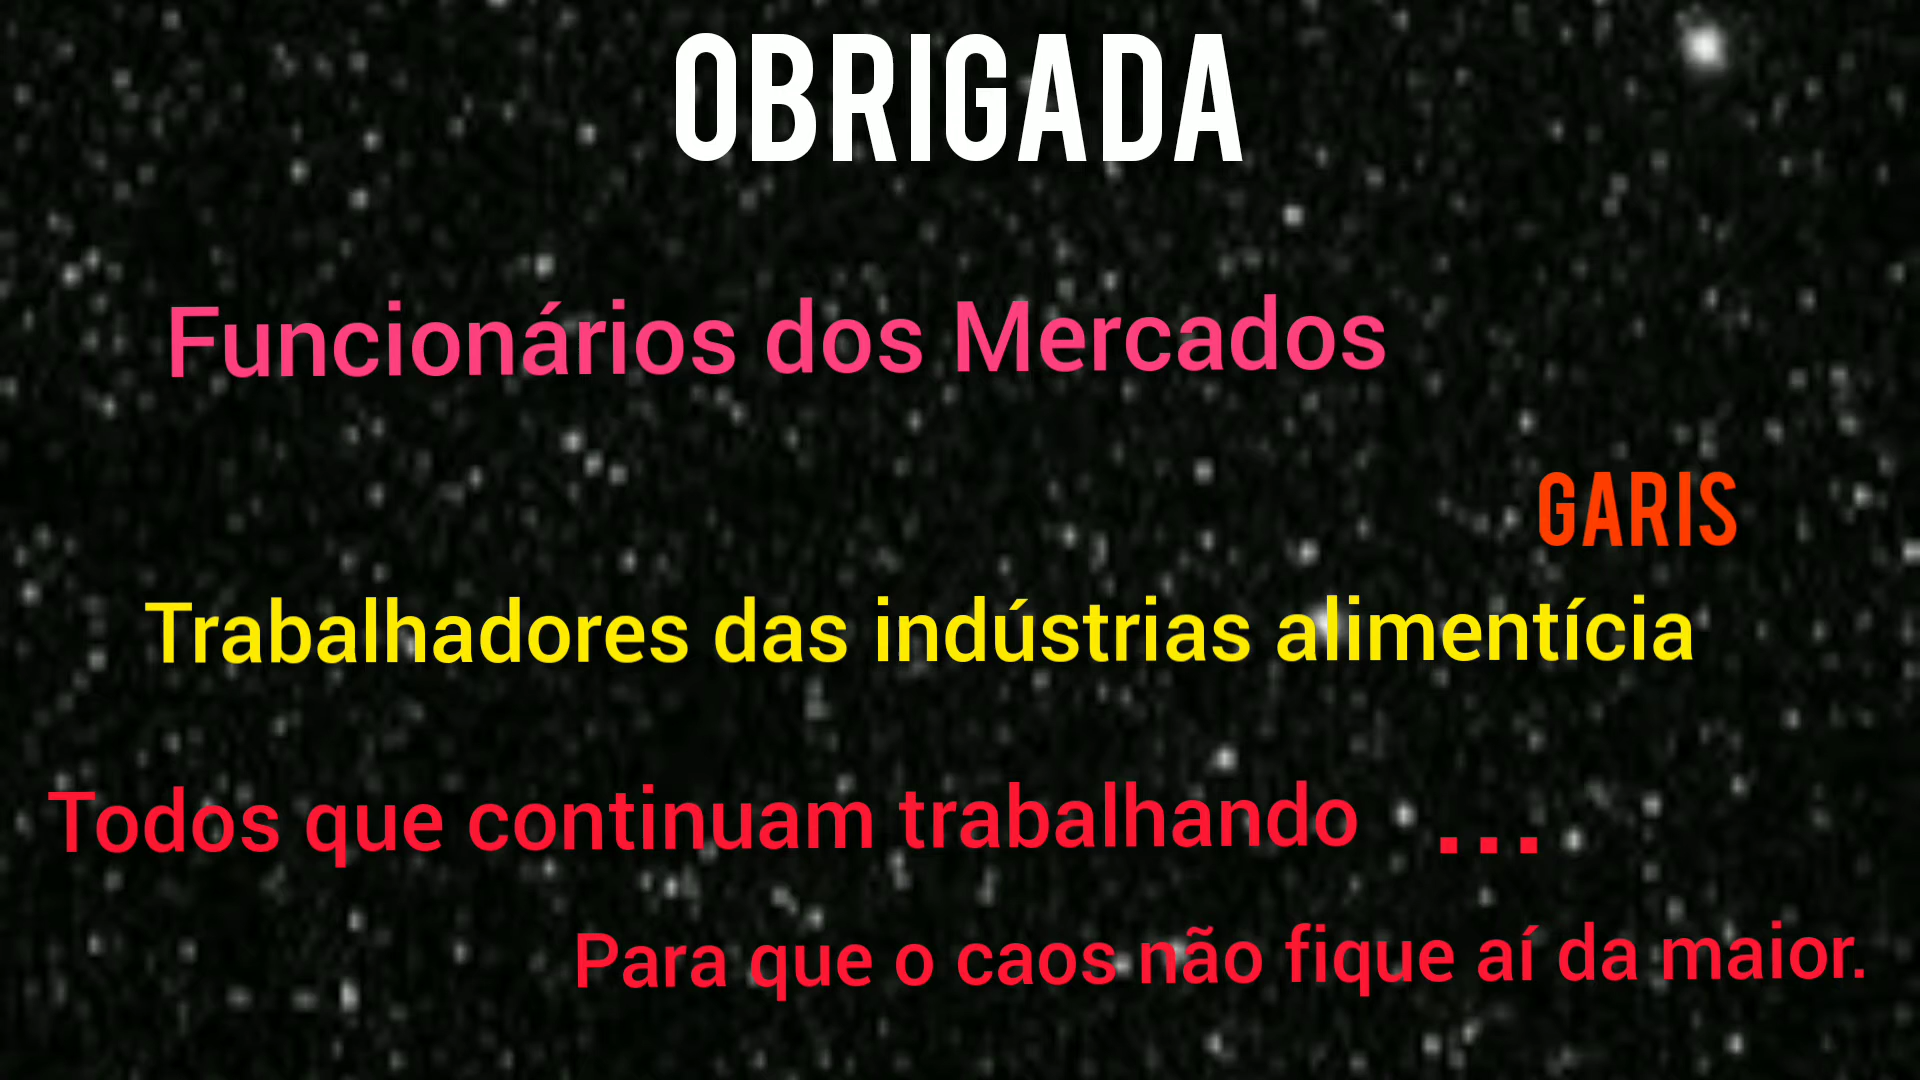 OBRIGADA
Funcionários dos Mercados
GARIS
Trabalhadores das indústrias alimentícia
Todos que continuam trabalhando ...
Para que o caos não fique aí da maior.